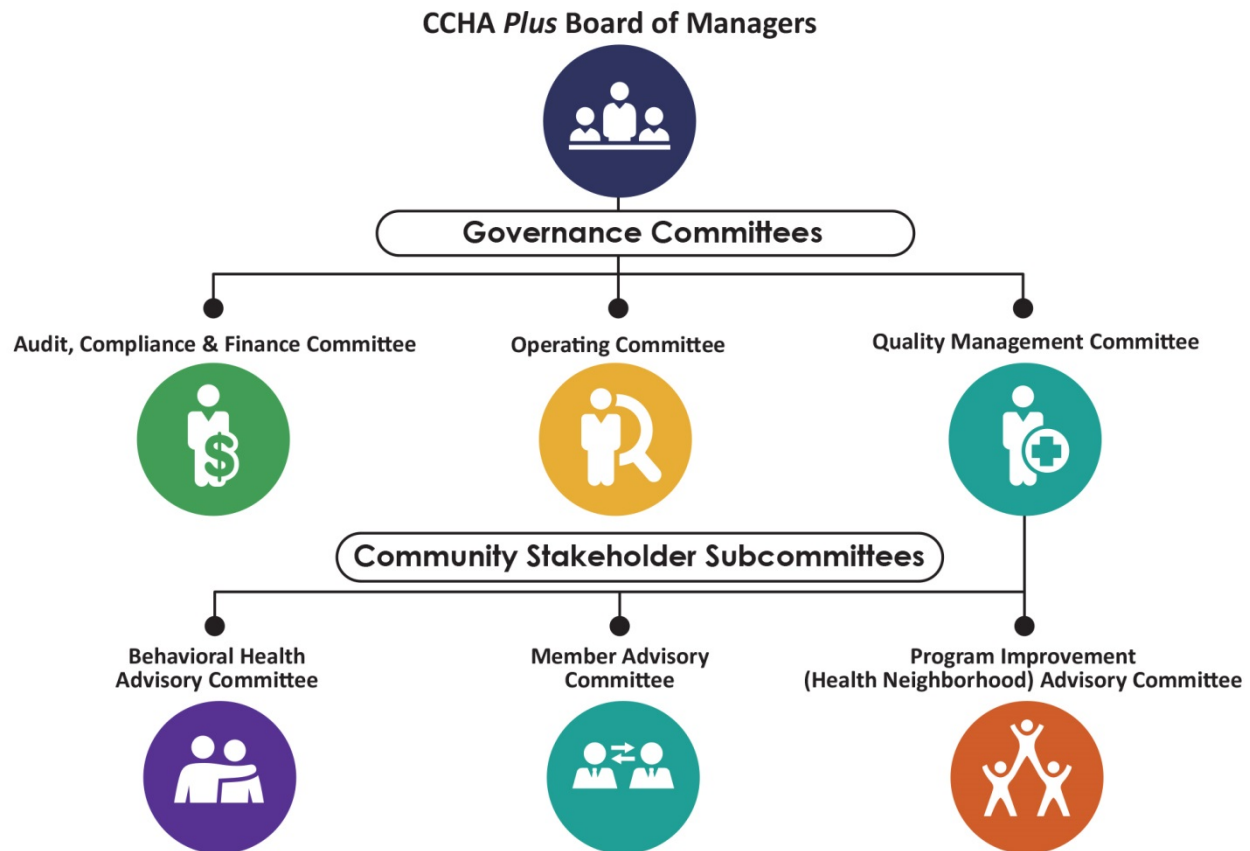 CCHA Plus Board of Managers
Governance Committees
Audit, Compliance & Finance Committee
Operating Committee
Quality Management Committee
$
Community Stakeholder Subcommittees
Behavioral Health
Advisory Committee
Member Advisory
Committee
Program Improvement
(Health Neighborhood) Advisory Committee